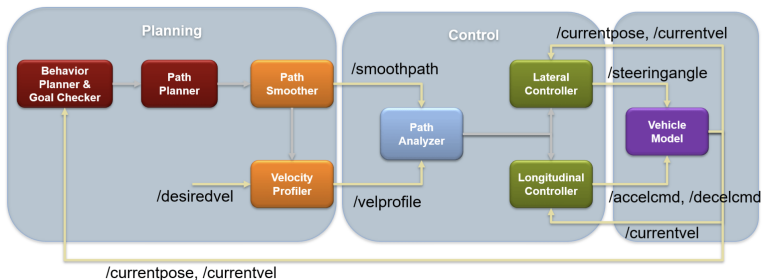 Planning
Control
/currentpose, /currentvel
Behavior
Planner &
Goal Checker
Path
Planner
Path
Smoother
/smoothpath
Lateral
Controller
/steeringangle
Path
Analyzer
Vehicle
Model
/desiredvel
Velocity
Profiler
/velprofile
Longitudinal
Controller
/accelcmd, /decelcmd
/currentvel
/currentpose, /currentvel